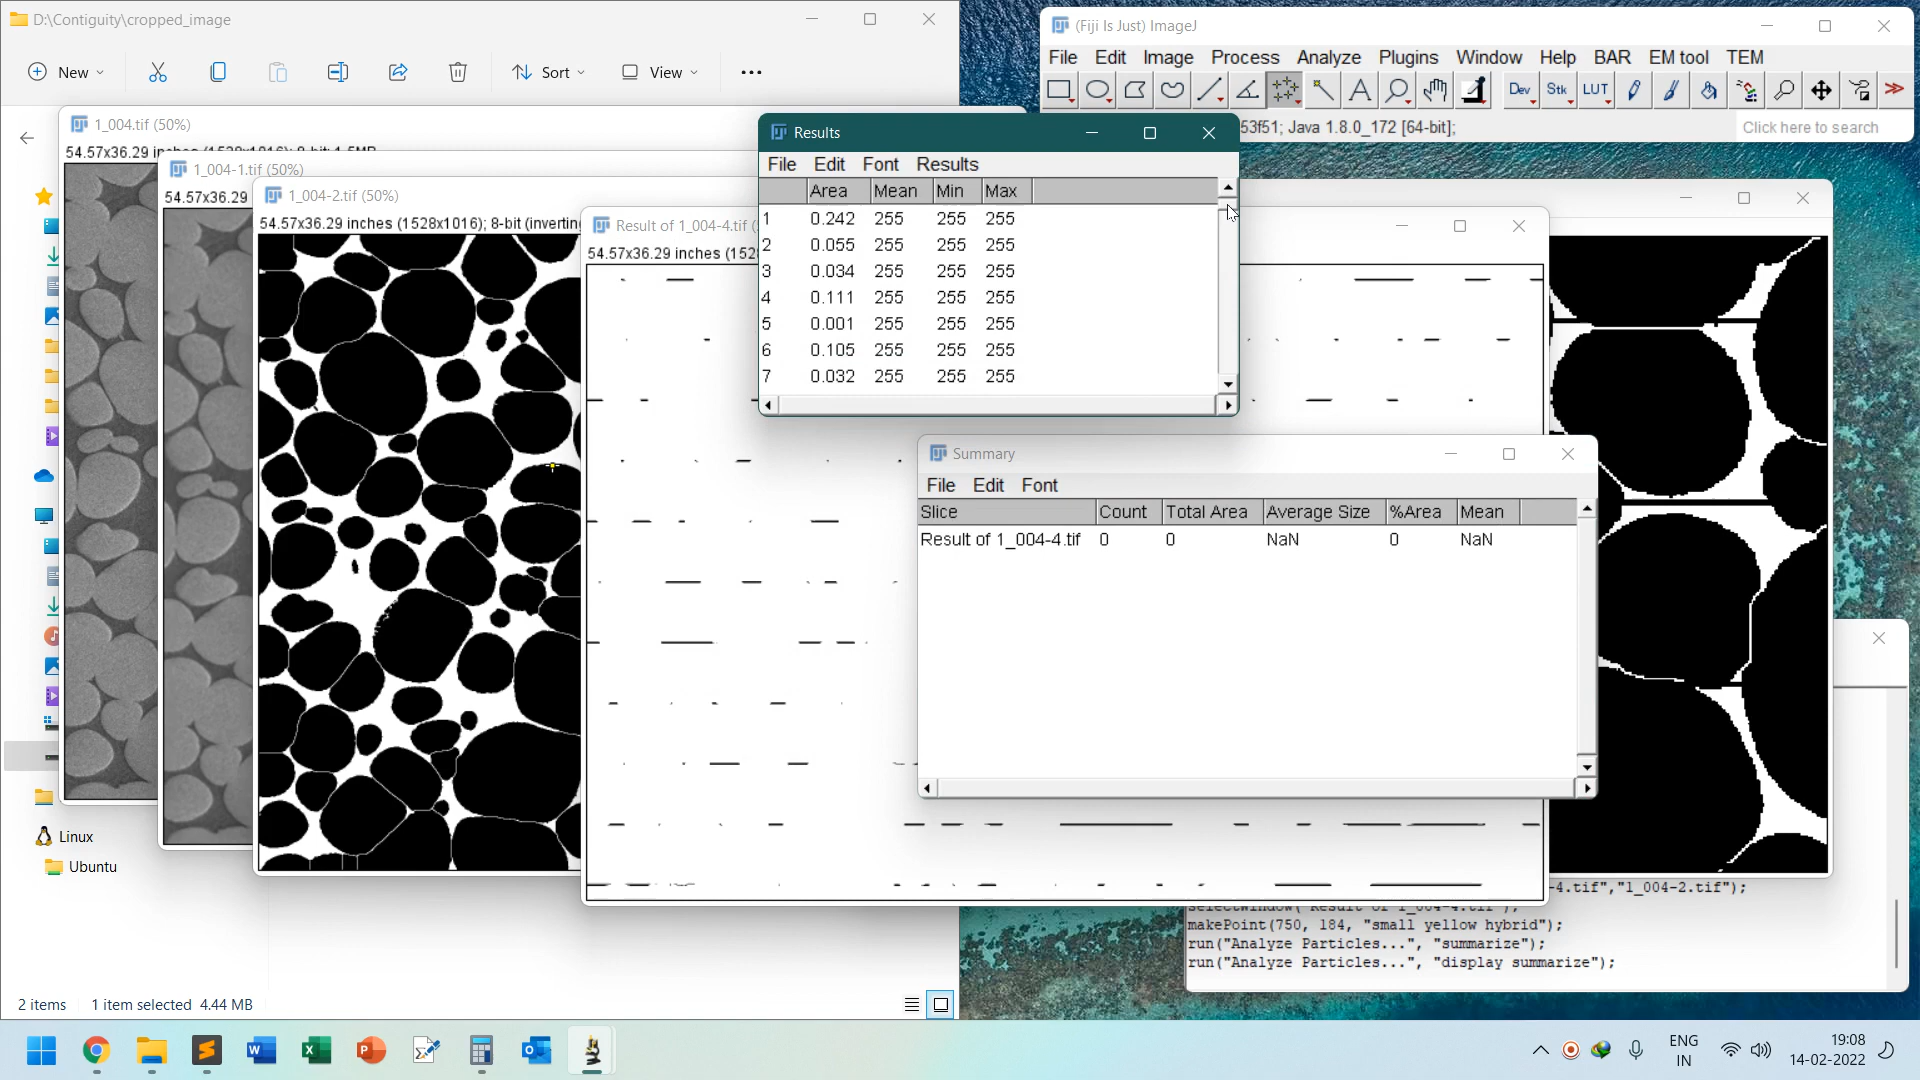 D:\Contiguity\cropped_image
New
Sort
View
1_004.tif (50%)
1_004-1.tif (50%)
54.57x36.29
1_004-2.tif (50%)
54.57x36.29 inches (1528x1016); 8-bit (invertin
Result of 1_004-4.tif (
54.57x36.29 inches (152
Linux
Ubuntu
2 items
1 item selected 4.44 MB
(Fiji Is Just) ImageJ
File Edit Image Process Analyze Plugins Window Help BAR EM tool TEM
Dev Stk LUT
53f51; Java 1.8.0_172 [64-bit];
Click here to search
Results
File Edit Font Results
Area Mean Min Max
1 0.242 255 255 255
2 0.055 255 255 255
3 0.034 255 255 255
4 0.111 255 255 255
5 0.001 255 255 255
6 0.105 255 255 255
7 0.032 255 255 255
Summary
File Edit Font
Slice Count Total Area Average Size %Area Mean
Result of 1_004-4.tif 0 0 NaN 0 NaN
-4.tif","1_004-2.tif");
makePoint(750, 184, "small yellow hybrid");
run("Analyze Particles...", "summarize");
run("Analyze Particles...", "display summarize");
ENG
IN
19:08
14-02-2022